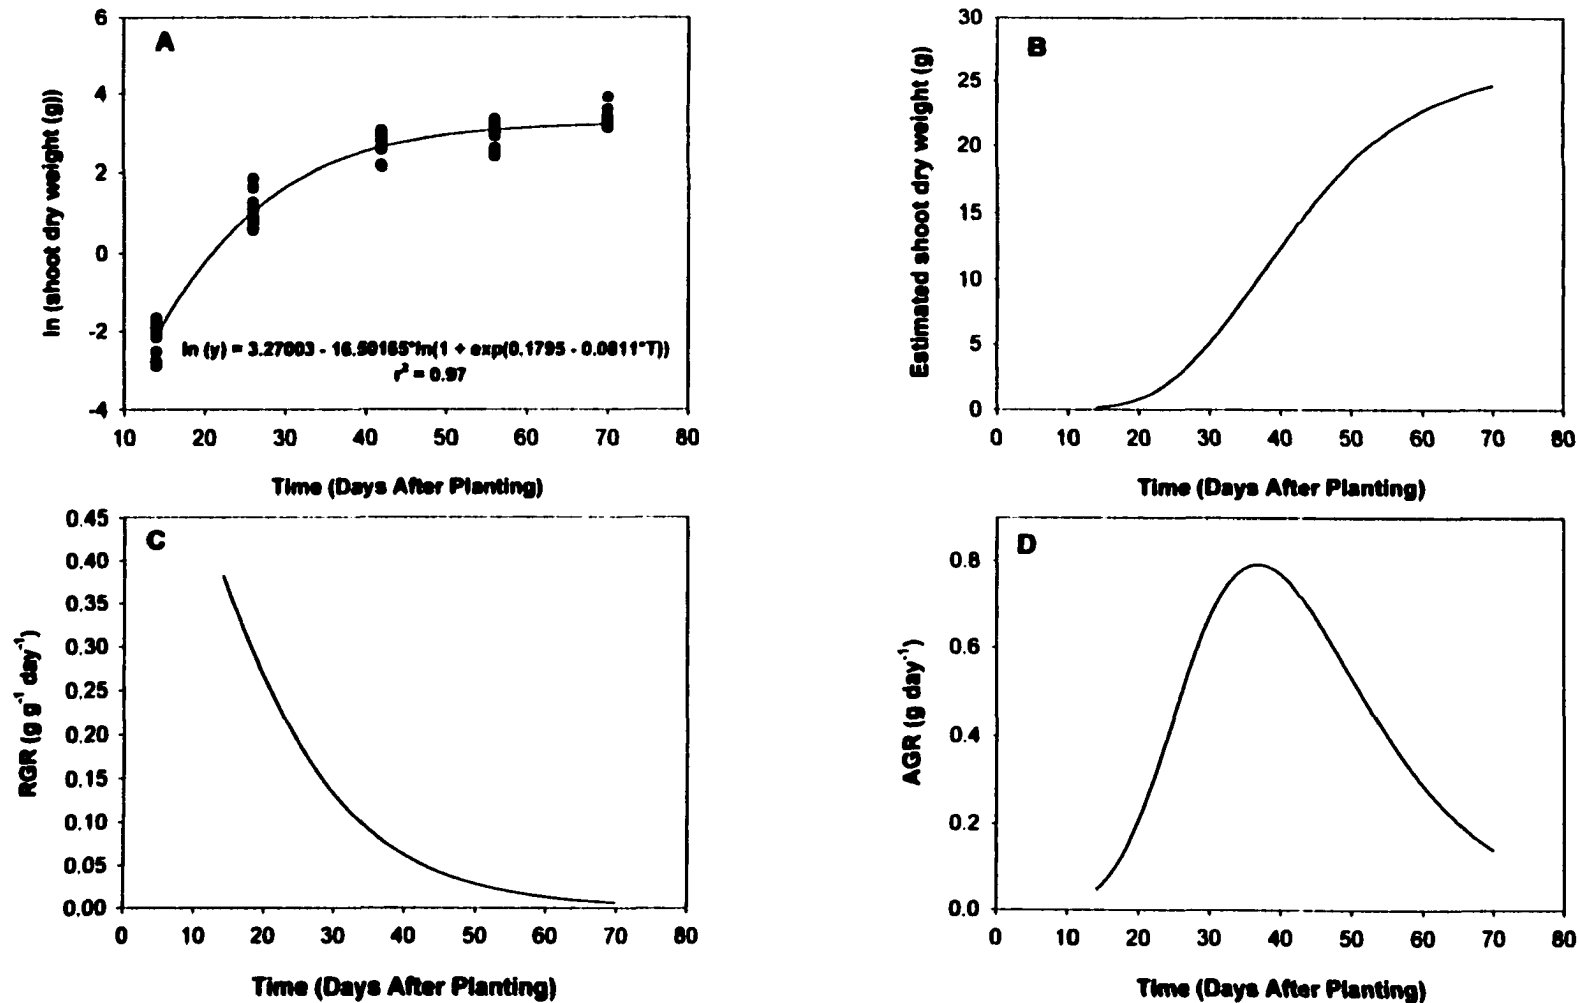 A
6
4
2
0
-2
-4
ln (shoot dry weight (g))
ln (y) = 3.27003 - 16.50165*ln(1 + exp(0.1795 - 0.0811*T))
r² = 0.97
10 20 30 40 50 60 70 80
Time (Days After Planting)
B
30
25
20
15
10
5
0
Estimated shoot dry weight (g)
0 10 20 30 40 50 60 70 80
Time (Days After Planting)
C
0.45
0.40
0.35
0.30
0.25
0.20
0.15
0.10
0.05
0.00
RGR (g g⁻¹ day⁻¹)
0 10 20 30 40 50 60 70 80
Time (Days After Planting)
D
0.8
0.6
0.4
0.2
0.0
AGR (g day⁻¹)
0 10 20 30 40 50 60 70 80
Time (Days After Planting)